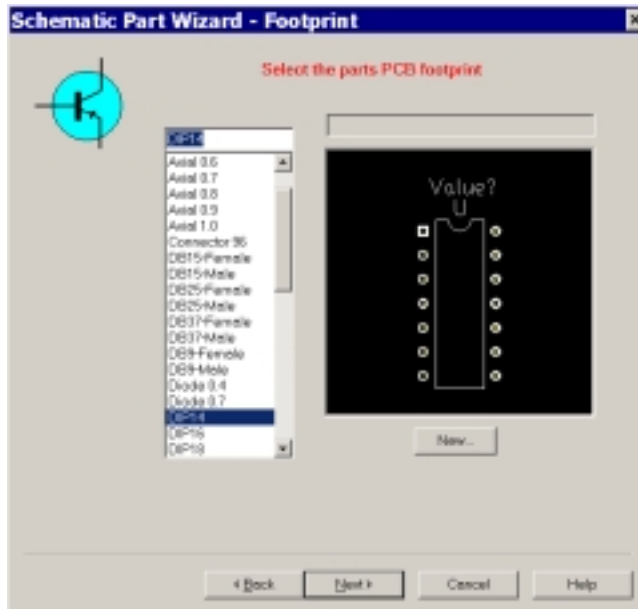 Schematic Part Wizard - Footprint
Select the parts PCB footprint
DIP14
Axial 0.6
Axial 0.7
Axial 0.8
Axial 0.9
Axial 1.0
Connector 96
DB15-Female
DB15-Male
DB25-Female
DB25-Male
DB37-Female
DB37-Male
DB9-Female
DB9-Male
Diode 0.4
Diode 0.7
DIP14
DIP16
DIP18
Value?
U
New...
< Back
Next >
Cancel
Help